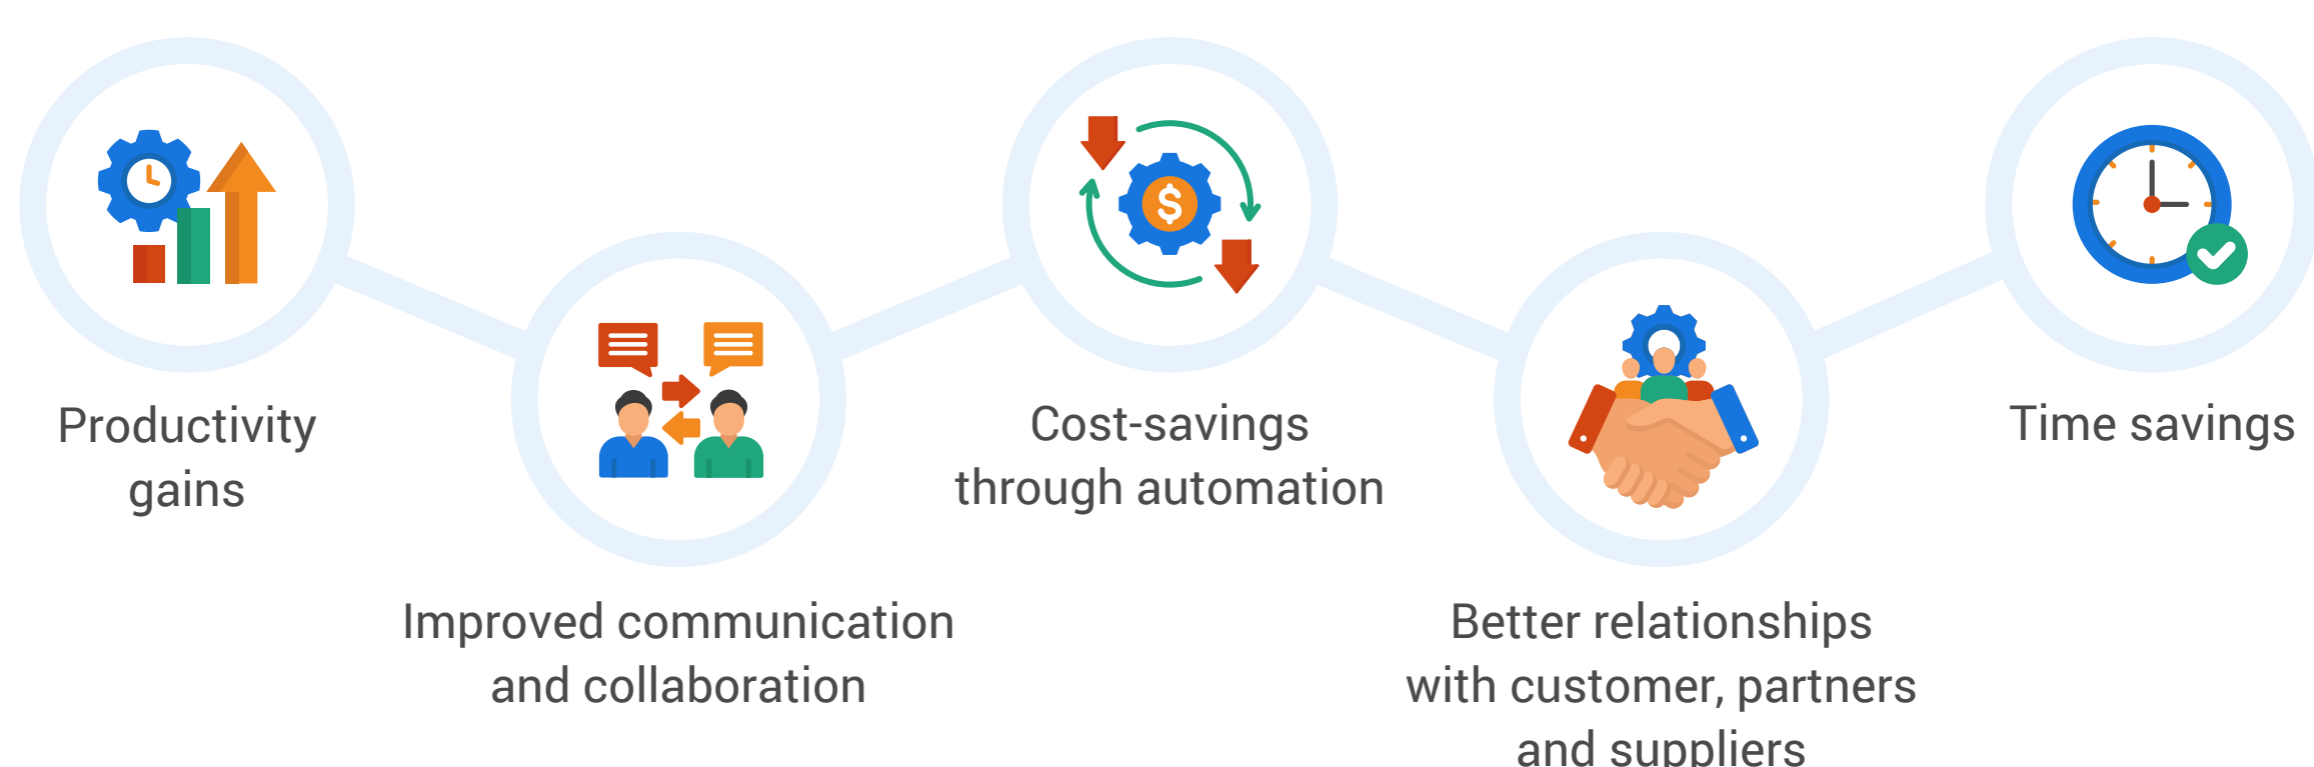 Productivity
gains
Improved communication
and collaboration
Cost-savings
through automation
Better relationships
with customer, partners
and suppliers
Time savings